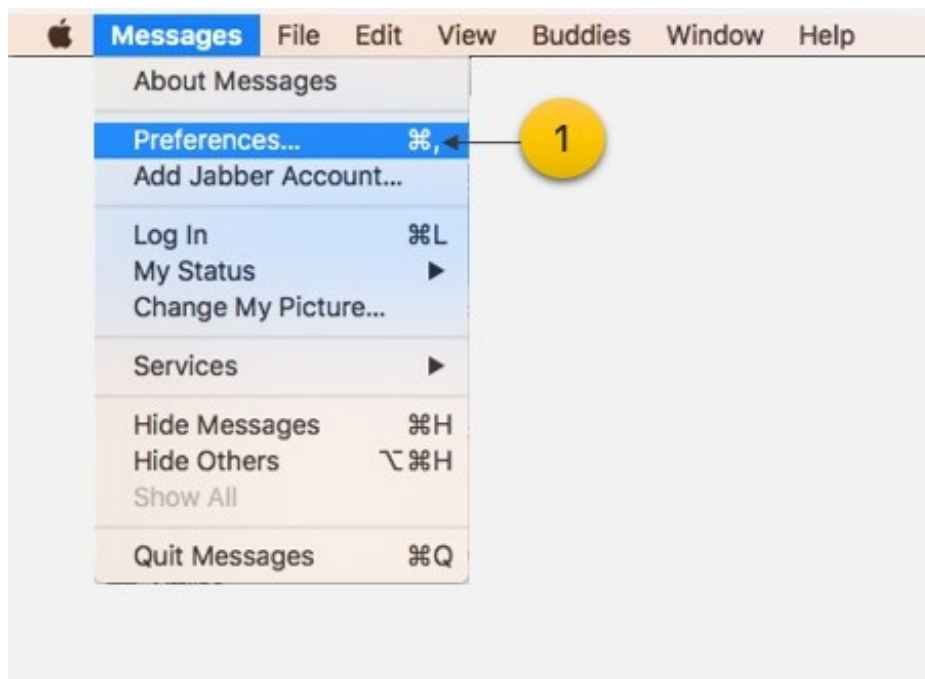 Messages File Edit View Buddies Window Help
About Messages
Preferences... ⌘,
1
Add Jabber Account...
Log In ⌘L
My Status ▶
Change My Picture...
Services ▶
Hide Messages ⌘H
Hide Others ⌥⌘H
Show All
Quit Messages ⌘Q